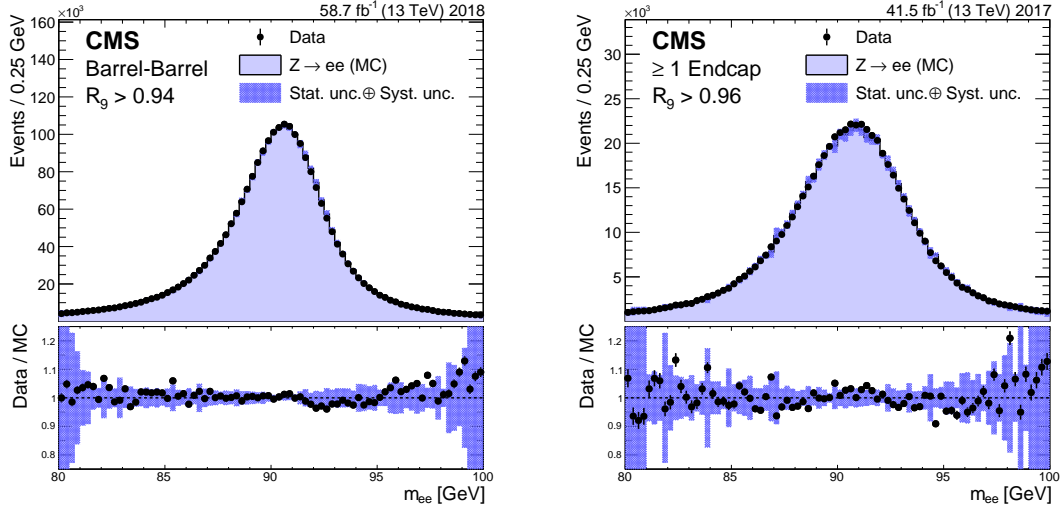 58.7 fb⁻¹ (13 TeV) 2018
×10³
160
140
120
100
80
60
40
20
Events / 0.25 GeV
CMS
Barrel-Barrel
R₉ > 0.94
Data
Z → ee (MC)
Stat. unc.⊕ Syst. unc.
Data / MC
1.2
1.1
1.0
0.9
0.8
80 85 90 95 100
mₑₑ [GeV]
41.5 fb⁻¹ (13 TeV) 2017
×10³
30
25
20
15
10
5
Events / 0.25 GeV
CMS
≥ 1 Endcap
R₉ > 0.96
Data
Z → ee (MC)
Stat. unc.⊕ Syst. unc.
Data / MC
1.2
1.1
1.0
0.9
0.8
80 85 90 95 100
mₑₑ [GeV]